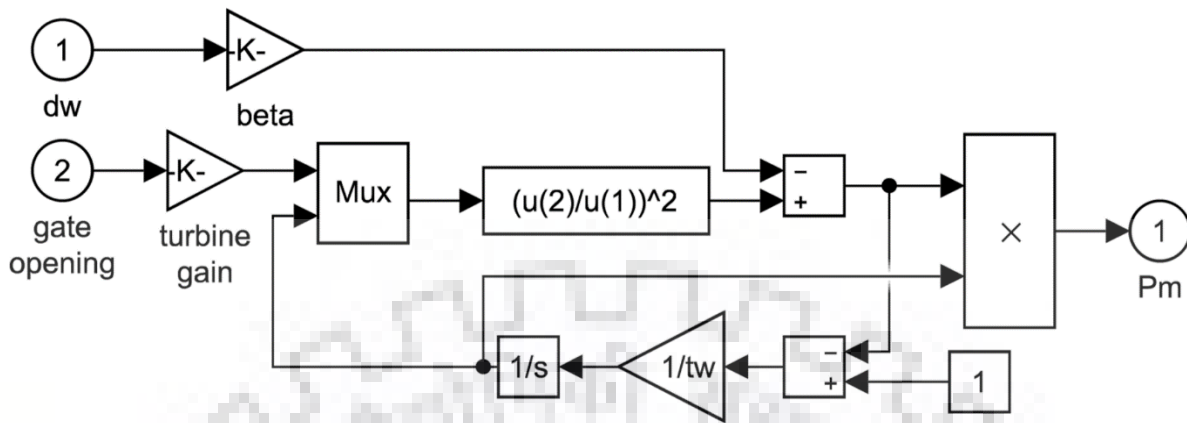 1
dw
-K-
beta
2
gate
opening
-K-
turbine
gain
Mux
(u(2)/u(1))^2
−
+
×
1
Pm
1/s
1/tw
−
+
1